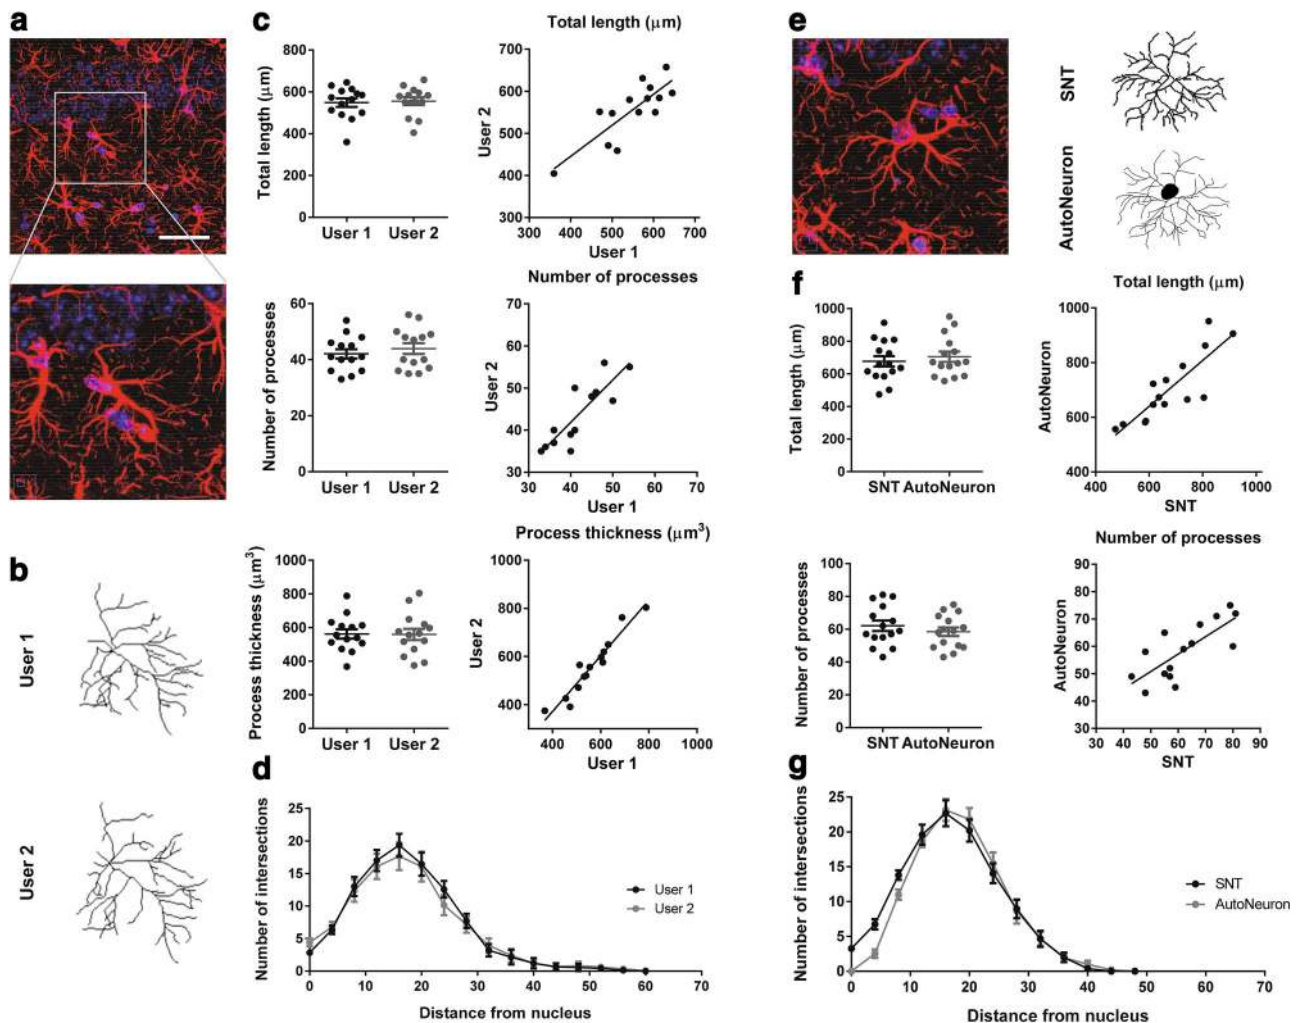 a
c
e
Total length (μm)
Total length (μm)
800
600
400
200
0
User 1 User 2
User 2
700
600
500
400
300
300 400 500 600 700
User 1
SNT
AutoNeuron
Number of processes
Number of processes
60
40
20
0
User 1 User 2
User 2
70
60
50
40
30
30 40 50 60 70
User 1
f
Total length (μm)
Total length (μm)
1000
800
600
400
200
0
SNT AutoNeuron
AutoNeuron
1000
800
600
400
400 600 800 1000
SNT
b
User 1
User 2
Process thickness (μm³)
Process thickness (μm³)
1000
800
600
400
200
0
User 1 User 2
User 2
1000
800
600
400
400 600 800 1000
User 1
Number of processes
Number of processes
100
80
60
40
20
0
SNT AutoNeuron
AutoNeuron
90
70
50
30
30 40 50 60 70 80 90
SNT
d
Number of intersections
25
20
15
10
5
0
0 10 20 30 40 50 60 70
Distance from nucleus
User 1
User 2
g
Number of intersections
25
20
15
10
5
0
0 10 20 30 40 50 60 70
Distance from nucleus
SNT
AutoNeuron